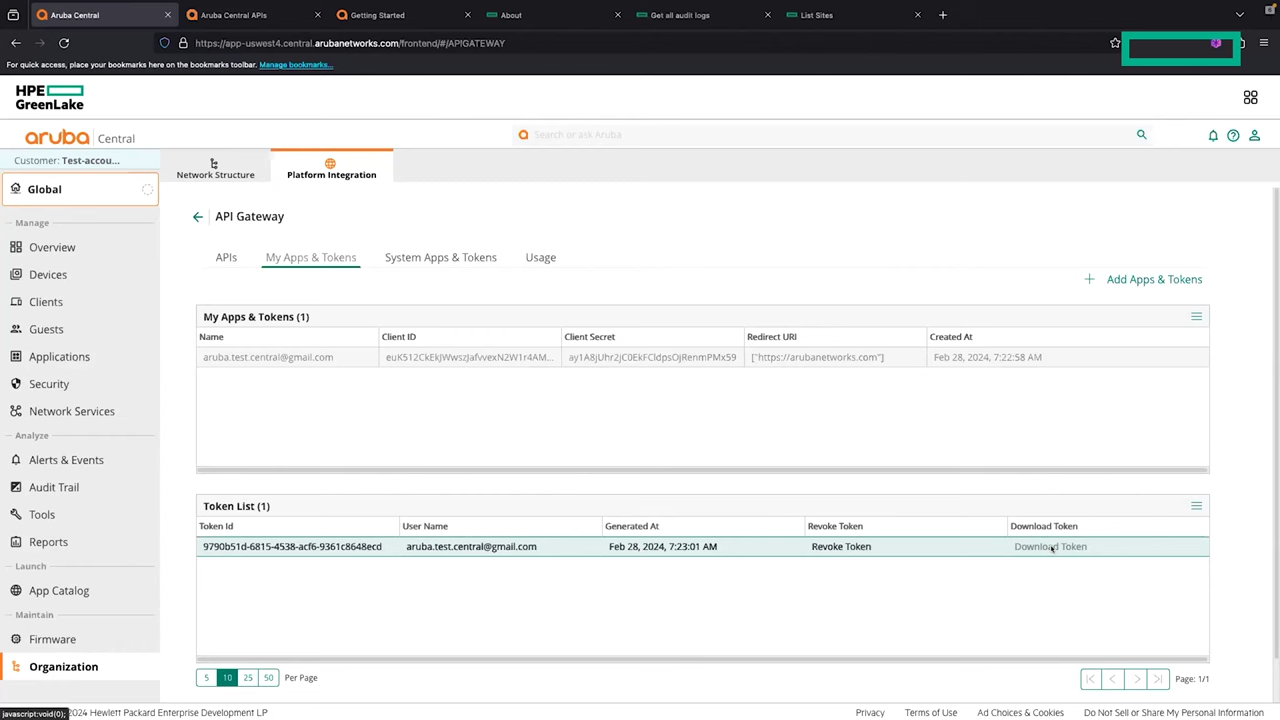 Aruba Central
Aruba Central APIs
Getting Started
About
Get all audit logs
List Sites
https://app-uswest4.central.arubanetworks.com/frontend/#/APIGATEWAY
For quick access, place your bookmarks here on the bookmarks toolbar. Manage bookmarks...
HPE
GreenLake
aruba Central
Search or ask Aruba
Customer: Test-accou...
Network Structure
Platform Integration
Global
API Gateway
Manage
Overview
Devices
Clients
Guests
Applications
Security
Network Services
Analyze
Alerts & Events
Audit Trail
Tools
Reports
Launch
App Catalog
Maintain
Firmware
Organization
APIs
My Apps & Tokens
System Apps & Tokens
Usage
Add Apps & Tokens
My Apps & Tokens (1)
Name Client ID Client Secret Redirect URI Created At
aruba.test.central@gmail.com euK512CkEkJWwszJafvvexN2W1r4AM... ay1A8jUhr2jC0EkFCldpsOjRenmPMx59 ["https://arubanetworks.com"] Feb 28, 2024, 7:22:58 AM
Token List (1)
Token Id User Name Generated At Revoke Token Download Token
9790b51d-6815-4538-acf6-9361c8648ecd aruba.test.central@gmail.com Feb 28, 2024, 7:23:01 AM Revoke Token Download Token
5 10 25 50 Per Page
Page: 1/1
javascript:void(0);
2024 Hewlett Packard Enterprise Development LP
Privacy Terms of Use Ad Choices & Cookies Do Not Sell or Share My Personal Information